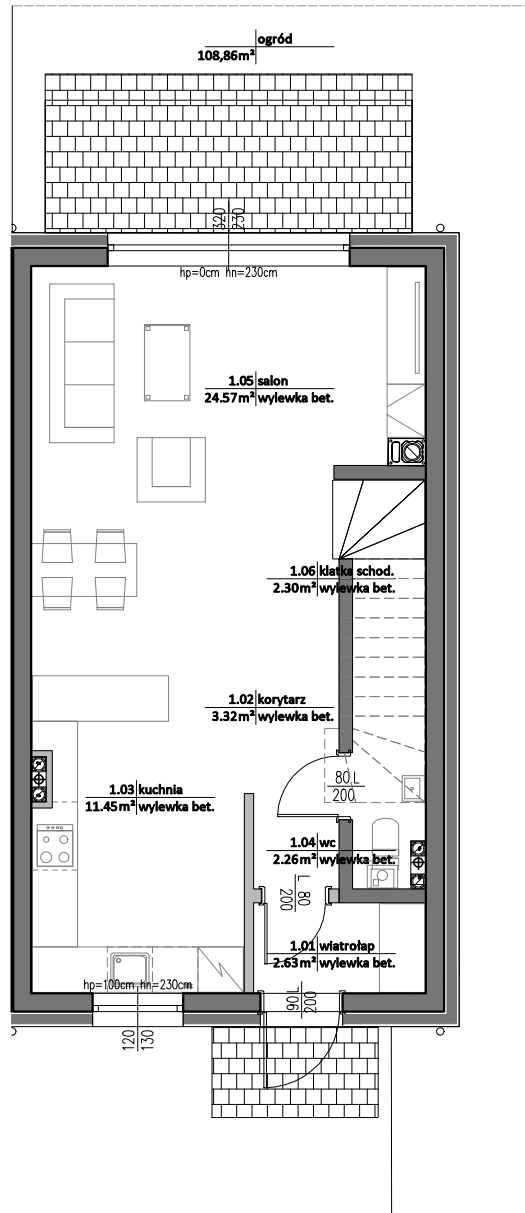 ogród
108,86m²
320
230
hp=0cm hn=230cm
1.05 salon
24.57m² wylewka bet.
1.06 klatka schod.
2.30m² wylewka bet.
1.02 korytarz
3.32m² wylewka bet.
80 L
200
1.03 kuchnia
11.45m² wylewka bet.
1.04 wc
2.26m² wylewka bet.
L 80
200
1.01 wiatrołap
2.63m² wylewka bet.
hp=100cm hn=230cm
90L
200
120
130